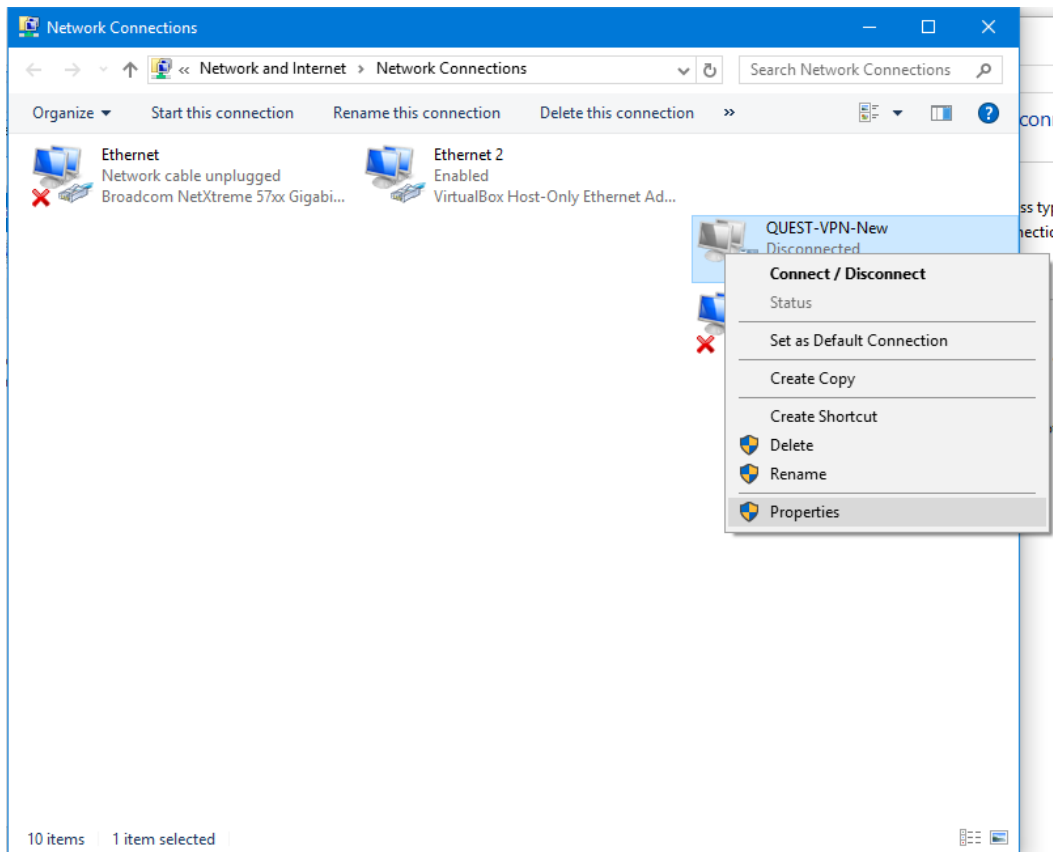 Network Connections
« Network and Internet > Network Connections
Search Network Connections
Organize
Start this connection
Rename this connection
Delete this connection
»
?
Ethernet
Network cable unplugged
Broadcom NetXtreme 57xx Gigabi...
Ethernet 2
Enabled
VirtualBox Host-Only Ethernet Ad...
QUEST-VPN-New
Disconnected
Connect / Disconnect
Status
Set as Default Connection
Create Copy
Create Shortcut
Delete
Rename
Properties
10 items
1 item selected